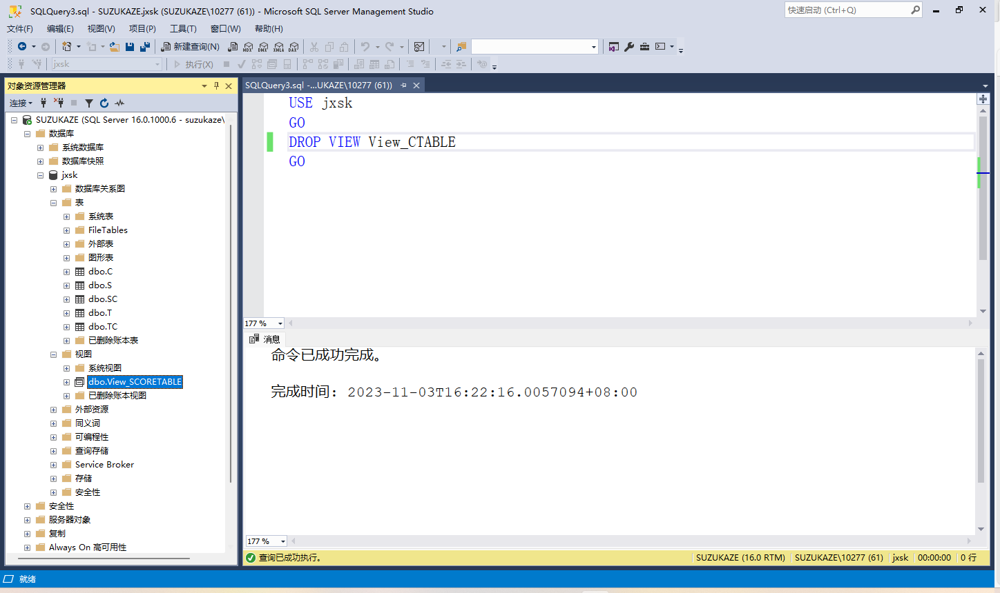 SQLQuery3.sql - SUZUKAZE.jxsk (SUZUKAZE\10277 (61)) - Microsoft SQL Server Management Studio
快速启动 (Ctrl+Q)
文件(F) 编辑(E) 视图(V) 项目(P) 工具(T) 窗口(W) 帮助(H)
新建查询(N) MDX DMX XMLA DAX
jxsk 执行(X)
对象资源管理器
连接
SUZUKAZE (SQL Server 16.0.1000.6 - suzukaze\
数据库
系统数据库
数据库快照
jxsk
数据库关系图
表
系统表
FileTables
外部表
图形表
dbo.C
dbo.S
dbo.SC
dbo.T
dbo.TC
已删除账本表
视图
系统视图
dbo.View_SCORETABLE
已删除账本视图
外部资源
同义词
可编程性
查询存储
Service Broker
存储
安全性
安全性
服务器对象
复制
Always On 高可用性
SQLQuery3.sql -...UKAZE\10277 (61))
USE jxsk
GO
DROP VIEW View_CTABLE
GO
177 %
消息
命令已成功完成。
完成时间: 2023-11-03T16:22:16.0057094+08:00
177 %
查询已成功执行。
SUZUKAZE (16.0 RTM) SUZUKAZE\10277 (61) jxsk 00:00:00 0 行
就绪